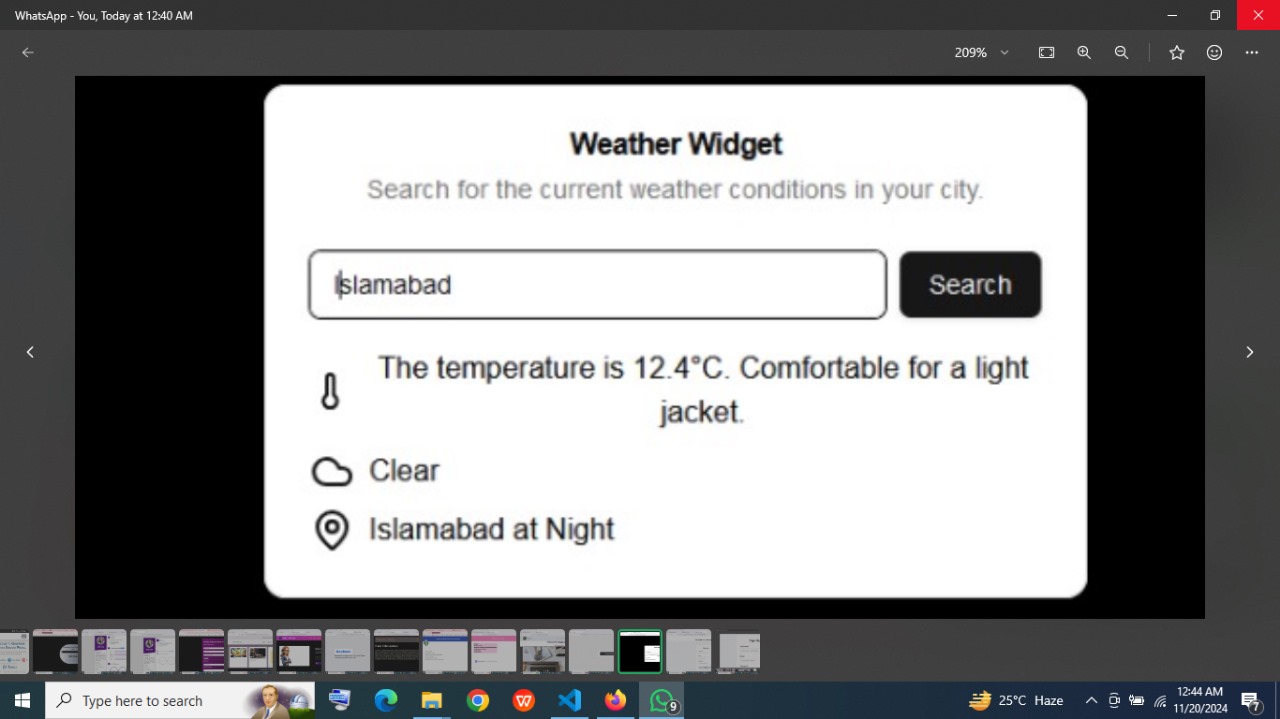 WhatsApp - You, Today at 12:40 AM
209%
Weather Widget
Search for the current weather conditions in your city.
Islamabad
Search
The temperature is 12.4°C. Comfortable for a light
jacket.
Clear
Islamabad at Night
Type here to search
9
25°C Haze
12:44 AM
11/20/2024
7